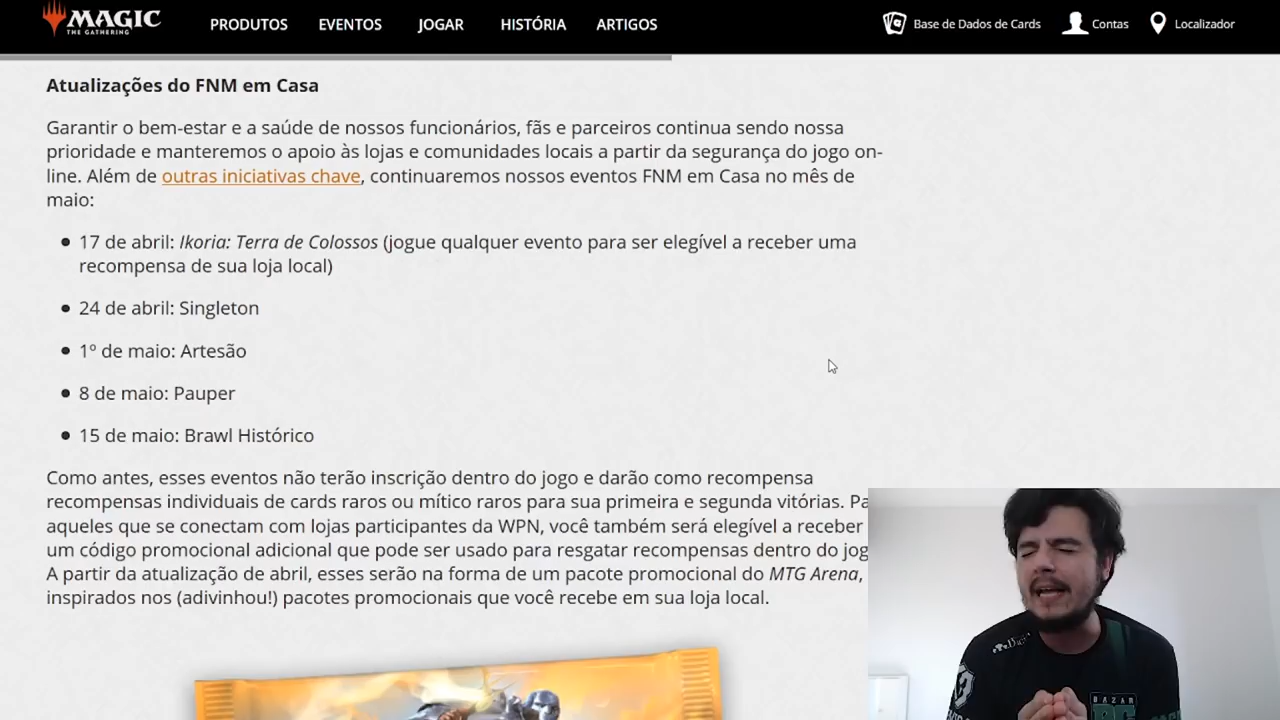 MAGIC
THE GATHERING
PRODUTOS
EVENTOS
JOGAR
HISTÓRIA
ARTIGOS
Base de Dados de Cards
Contas
Localizador
Atualizações do FNM em Casa
Garantir o bem-estar e a saúde de nossos funcionários, fãs e parceiros continua sendo nossa
prioridade e manteremos o apoio às lojas e comunidades locais a partir da segurança do jogo on-
line. Além de outras iniciativas chave, continuaremos nossos eventos FNM em Casa no mês de
maio:
17 de abril: Ikoria: Terra de Colossos (jogue qualquer evento para ser elegível a receber uma
recompensa de sua loja local)
24 de abril: Singleton
1º de maio: Artesão
8 de maio: Pauper
15 de maio: Brawl Histórico
Como antes, esses eventos não terão inscrição dentro do jogo e darão como recompensa
recompensas individuais de cards raros ou mítico raros para sua primeira e segunda vitórias. Pa
aqueles que se conectam com lojas participantes da WPN, você também será elegível a receber
um código promocional adicional que pode ser usado para resgatar recompensas dentro do jog
A partir da atualização de abril, esses serão na forma de um pacote promocional do MTG Arena,
inspirados nos (adivinhou!) pacotes promocionais que você recebe em sua loja local.
BAZAR